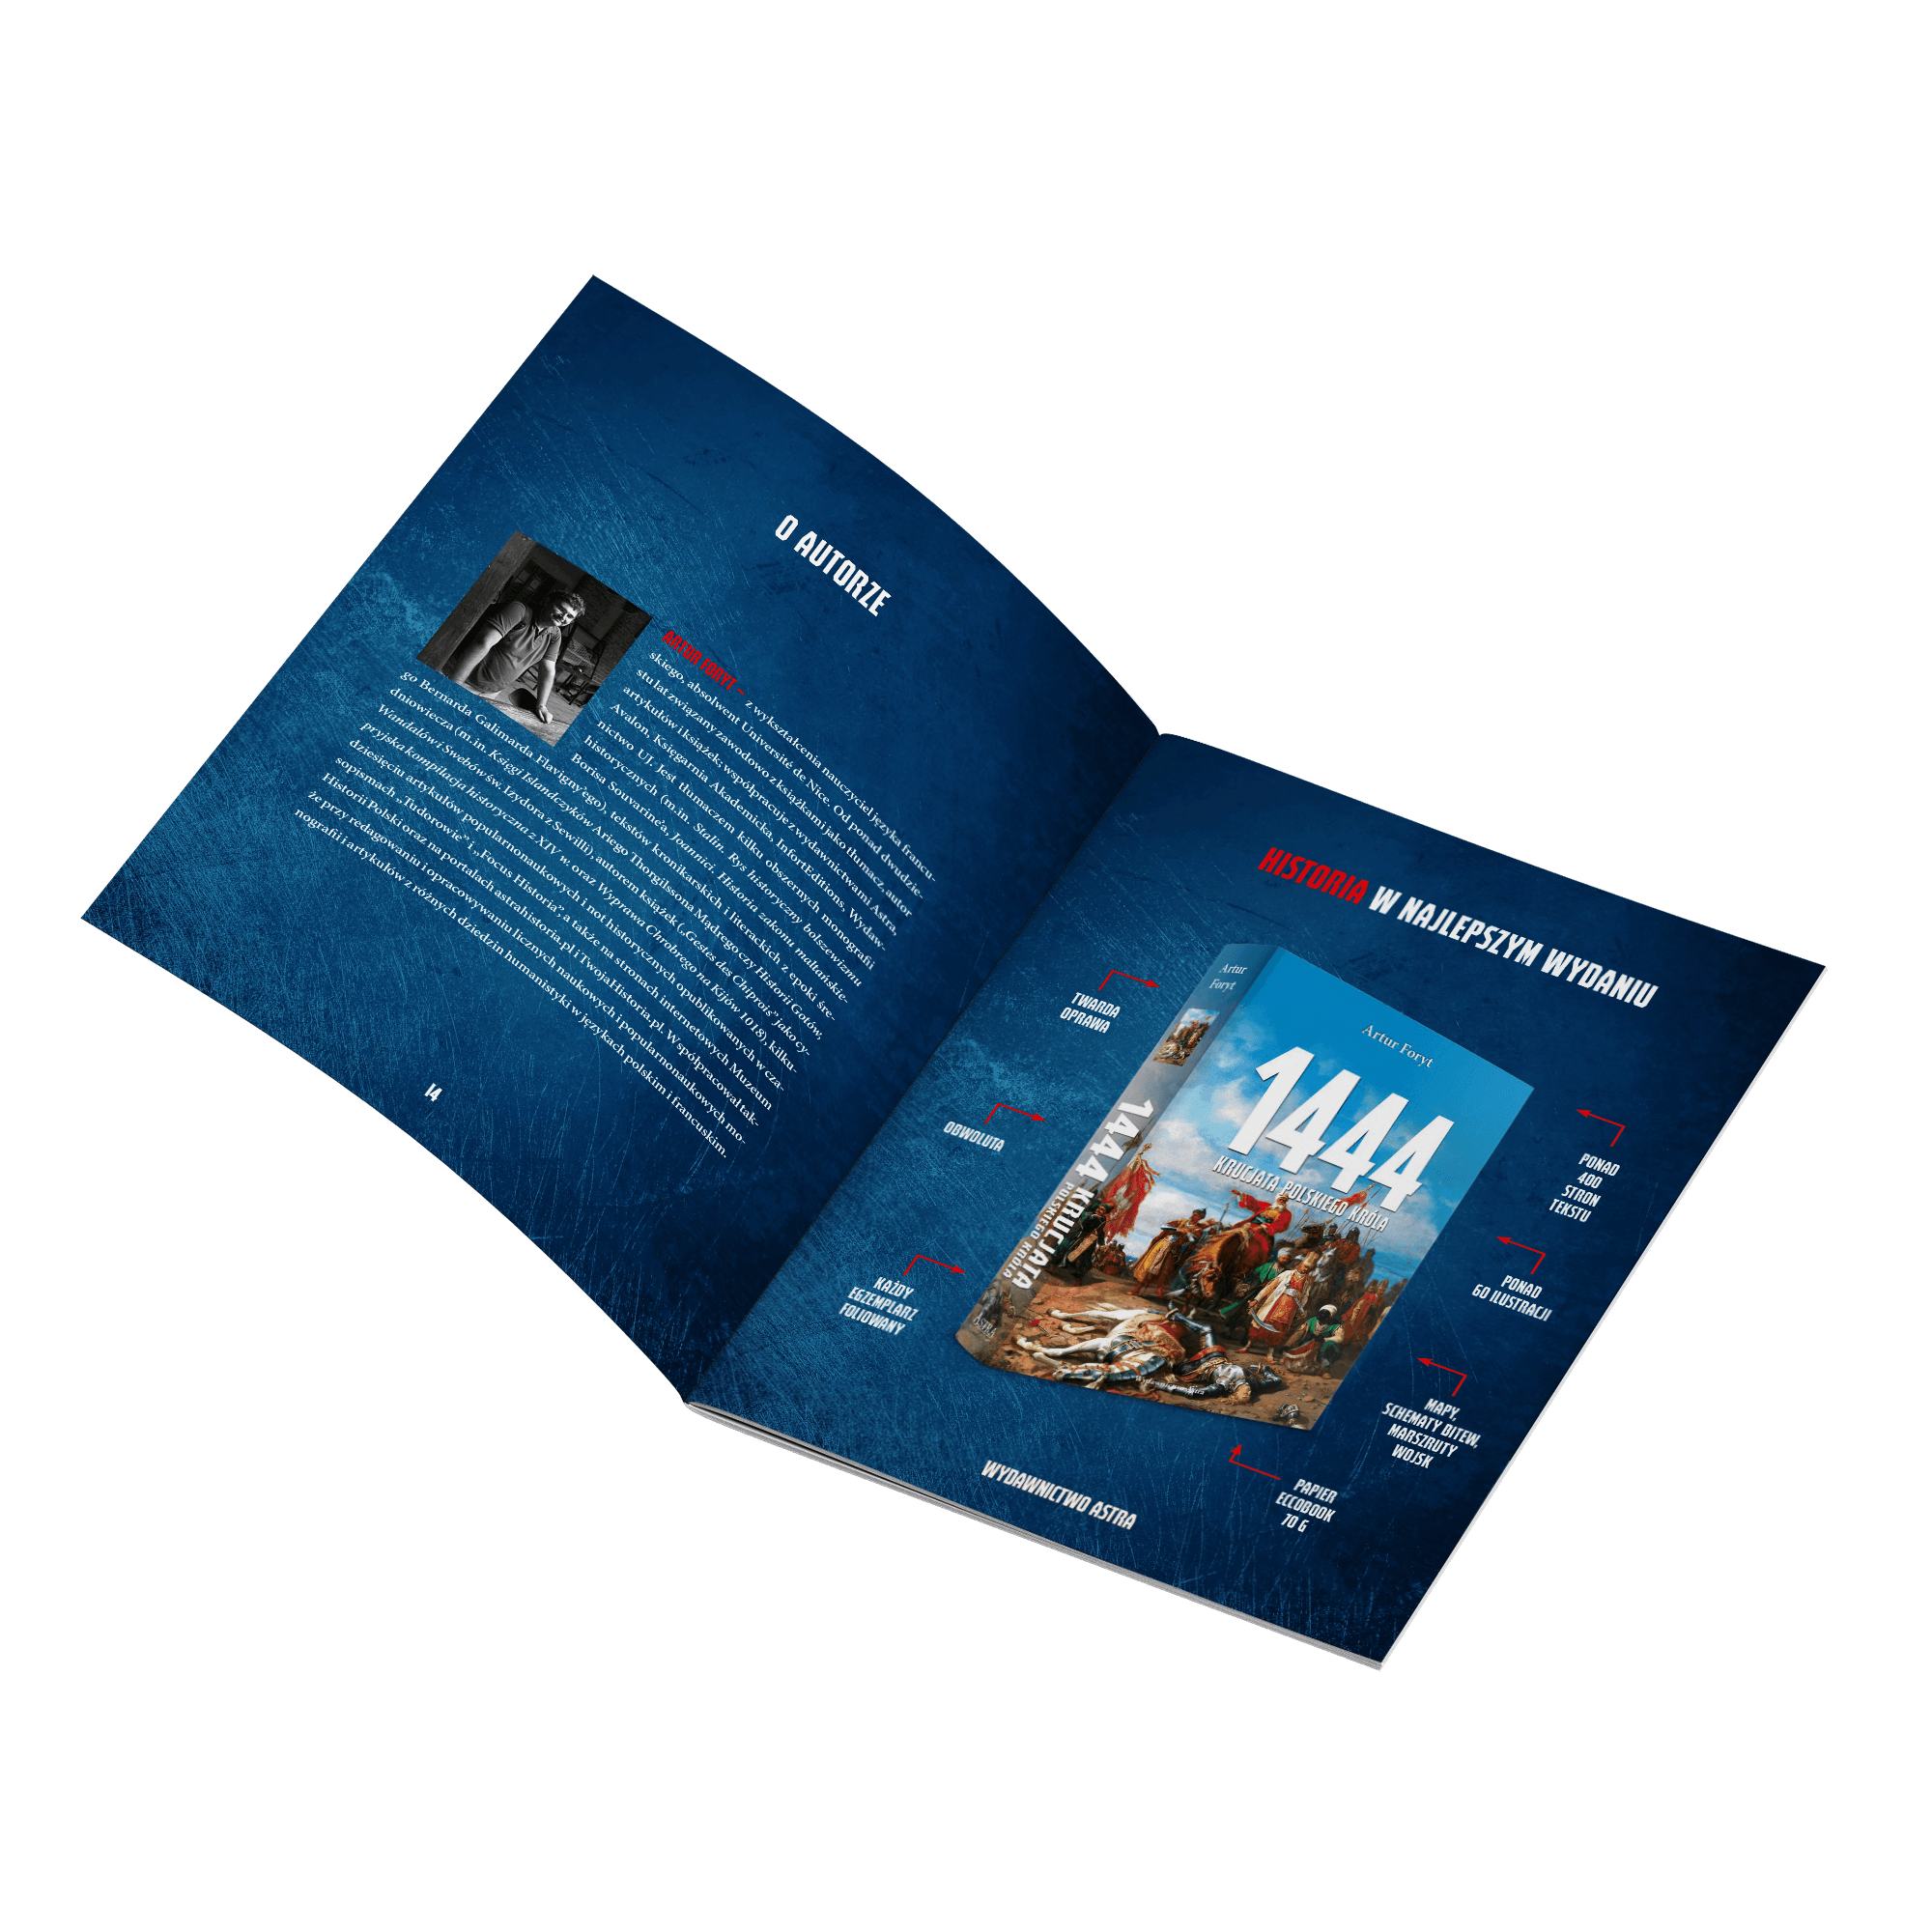 O AUTORZE
ARTUR FORYT – z wykształcenia nauczyciel języka francu-
skiego, absolwent Université de Nice. Od ponad dwudzie-
stu lat związany zawodowo z książkami jako tłumacz, autor
artykułów i książek; współpracuje z wydawnictwami Astra,
Avalon, Księgarnia Akademicka, InfortEditions, Wydaw-
nictwo UJ. Jest tłumaczem kilku obszernych monografii
historycznych (m.in. Stalin. Rys historyczny bolszewizmu
Borisa Souvarine'a, Joannici. Historia zakonu maltańskie-
go Bernarda Galimarda Flavigny'ego), tekstów kronikarskich i literackich z epoki śre-
dniowiecza (m.in. Księgi Islandczyków Ariego Thorgilssona Mądrego czy Historii Gotów,
Wandalów i Swebów św. Izydora z Sewilli), autorem książek („Gestes des Chiprois" jako cy-
pryjska kompilacja historyczna z XIV w. oraz Wyprawa Chrobrego na Kijów 1018), kilku-
dziesięciu artykułów popularnonaukowych i not historycznych opublikowanych w cza-
sopismach „Tudorowie" i „Focus Historia", a także na stronach internetowych Muzeum
Historii Polski oraz na portalach astrahistoria.pl i TwojaHistoria.pl. Współpracował tak-
że przy redagowaniu i opracowywaniu licznych naukowych i popularnonaukowych mo-
nografii i artykułów z różnych dziedzin humanistyki w językach polskim i francuskim.
14
HISTORIA W NAJLEPSZYM WYDANIU
TWARDA
OPRAWA
OBWOLUTA
KAŻDY
EGZEMPLARZ
FOLIOWANY
Artur
Foryt
1444 KRUCJATA
POLSKIEGO KRÓLA
ASTRA
Artur Foryt
1444
KRUCJATA POLSKIEGO KRÓLA
PONAD
400
STRON
TEKSTU
PONAD
60 ILUSTRACJI
MAPY,
SCHEMATY BITEW,
MARSZRUTY
WOJSK
PAPIER
ECCOBOOK
70 G
WYDAWNICTWO ASTRA